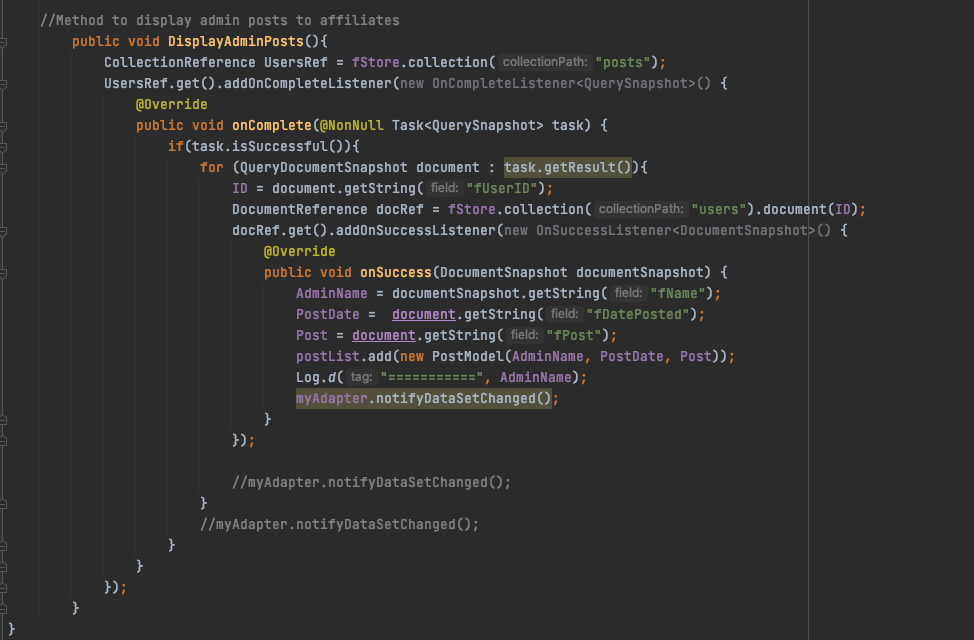 //Method to display admin posts to affiliates
public void DisplayAdminPosts(){
CollectionReference UsersRef = fStore.collection( collectionPath: "posts");
UsersRef.get().addOnCompleteListener(new OnCompleteListener<QuerySnapshot>() {
@Override
public void onComplete(@NonNull Task<QuerySnapshot> task) {
if(task.isSuccessful()){
for (QueryDocumentSnapshot document : task.getResult()){
ID = document.getString( field: "fUserID");
DocumentReference docRef = fStore.collection( collectionPath: "users").document(ID);
docRef.get().addOnSuccessListener(new OnSuccessListener<DocumentSnapshot>() {
@Override
public void onSuccess(DocumentSnapshot documentSnapshot) {
AdminName = documentSnapshot.getString( field: "fName");
PostDate =  document.getString( field: "fDatePosted");
Post = document.getString( field: "fPost");
postList.add(new PostModel(AdminName, PostDate, Post));
Log.d( tag: "===========", AdminName);
myAdapter.notifyDataSetChanged();
}
});
//myAdapter.notifyDataSetChanged();
}
//myAdapter.notifyDataSetChanged();
}
}
});
}
}